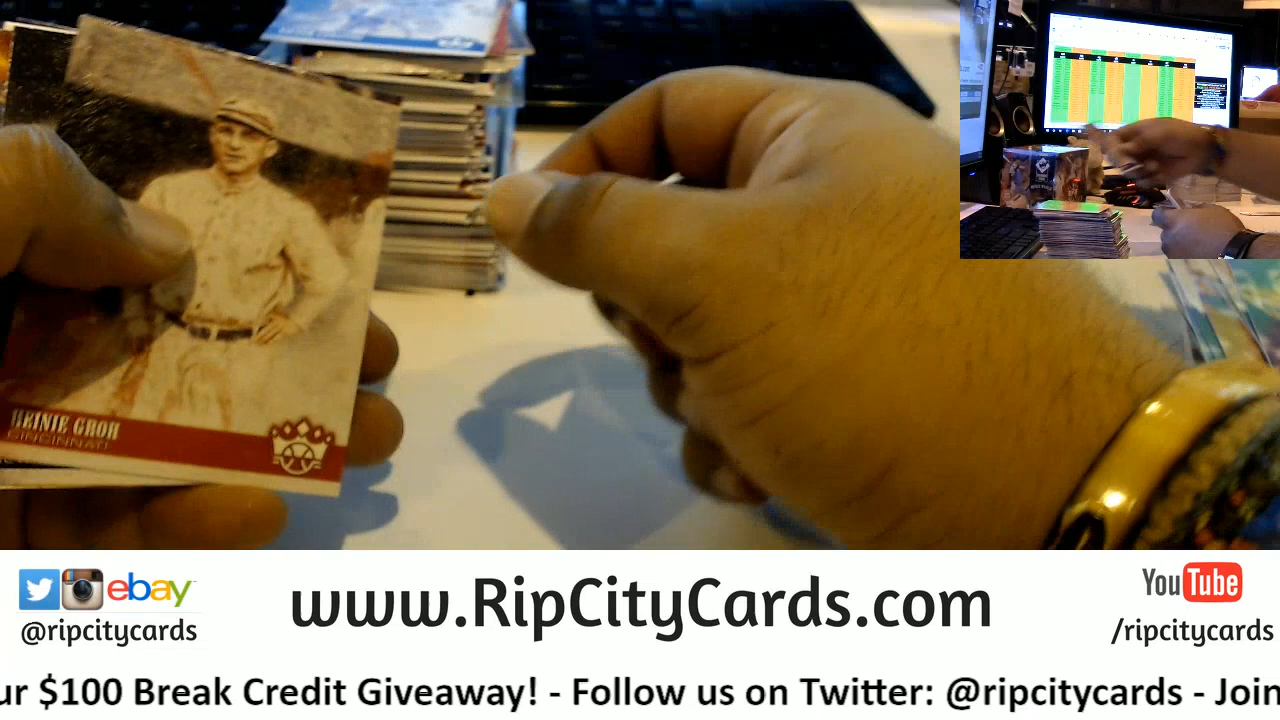 HEINIE GROH
CINCINNATI
ebay
@ripcitycards
www.RipCityCards.com
YouTube
/ripcitycards
ur $100 Break Credit Giveaway! - Follow us on Twitter: @ripcitycards - Join